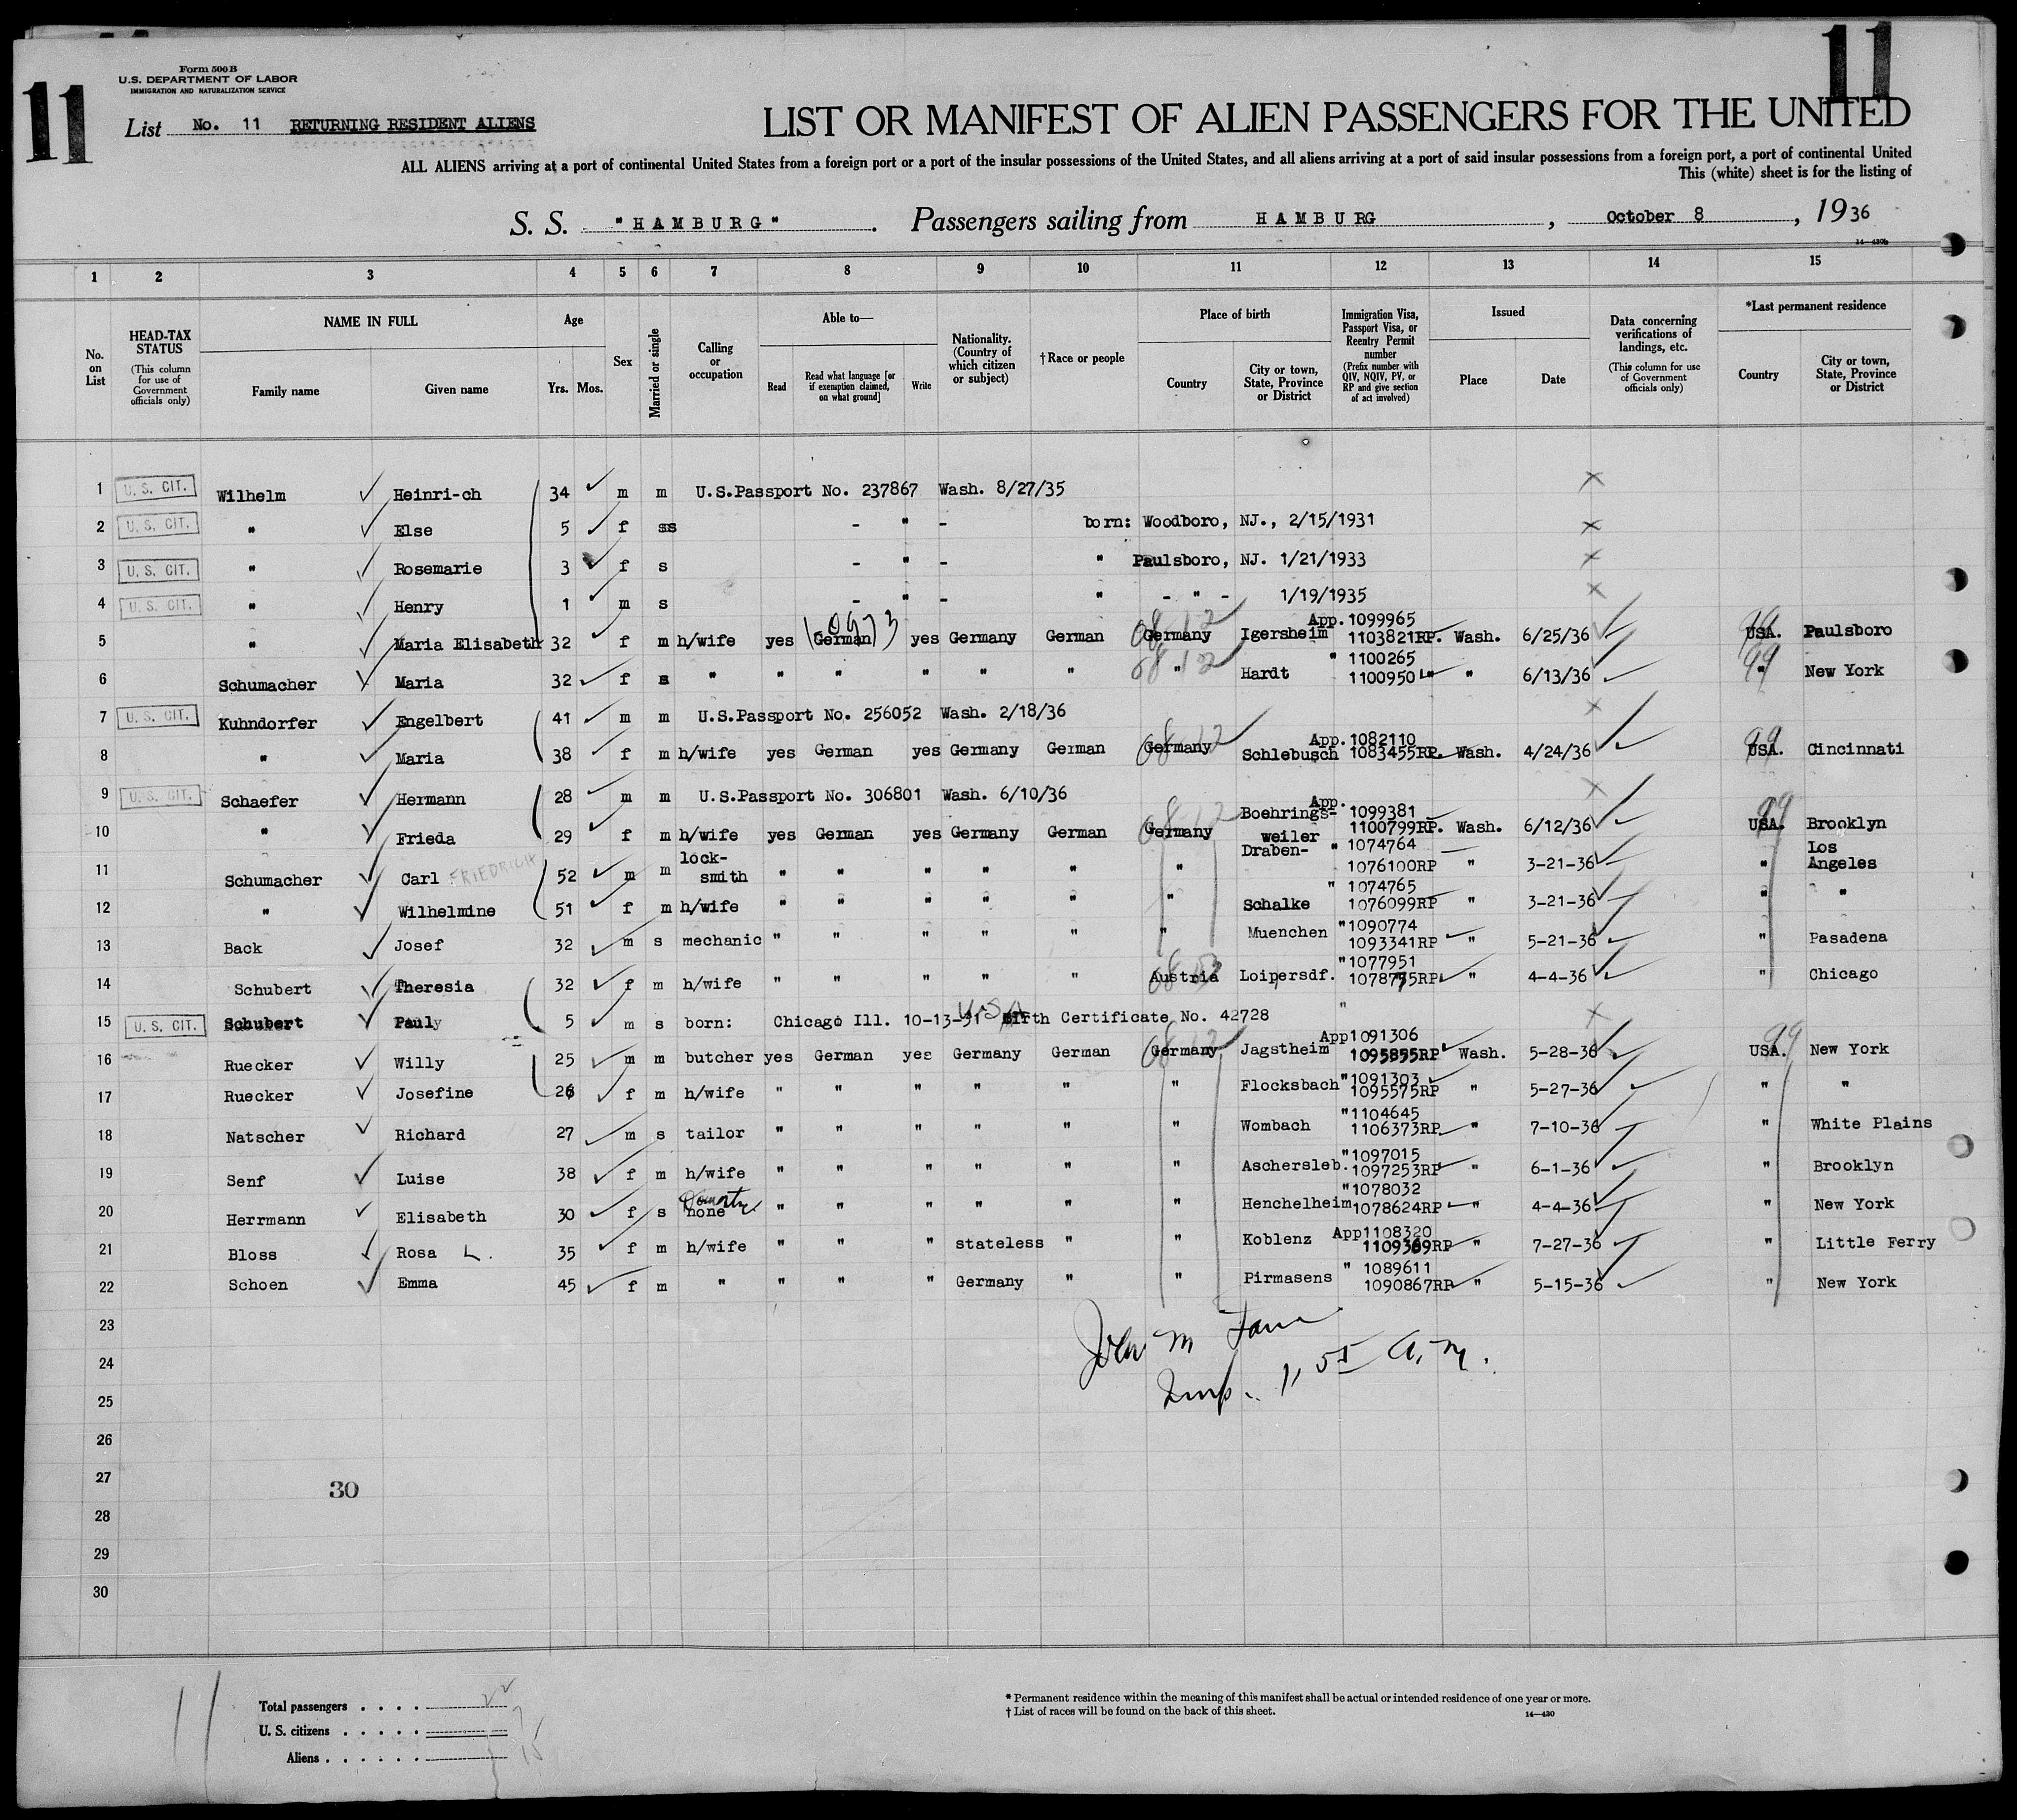 11
11
Form 500 B
U.S. DEPARTMENT OF LABOR
IMMIGRATION AND NATURALIZATION SERVICE
List No. 11 RETURNING RESIDENT ALIENS
LIST OR MANIFEST OF ALIEN PASSENGERS FOR THE UNITED
ALL ALIENS arriving at a port of continental United States from a foreign port or a port of the insular possessions of the United States, and all aliens arriving at a port of said insular possessions from a foreign port, a port of continental United
This (white) sheet is for the listing of
S. S. "HAMBURG". Passengers sailing from HAMBURG, October 8, 1936
14—430b
1 2 3 4 5 6 7 8 9 10 11 12 13 14 15
No. on List
HEAD-TAX STATUS (This column for use of Government officials only)
NAME IN FULL Family name Given name
Age Yrs. Mos.
Sex
Married or single
Calling or occupation
Able to— Read Read what language [or if exemption claimed, on what ground] Write
Nationality. (Country of which citizen or subject)
†Race or people
Place of birth Country City or town, State, Province or District
Immigration Visa, Passport Visa, or Reentry Permit number (Prefix number with QIV, NQIV, PV, or RP and give section of act involved)
Issued Place Date
Data concerning verifications of landings, etc. (This column for use of Government officials only)
*Last permanent residence Country City or town, State, Province or District
1 U. S. CIT. Wilhelm Heinri-ch 34 m m U.S.Passport No. 237867 Wash. 8/27/35
2 U. S. CIT. " Else 5 f ss - " - born: Woodboro, NJ., 2/15/1931
3 U. S. CIT. " Rosemarie 3 f s - " - " Paulsboro, NJ. 1/21/1933
4 U. S. CIT. " Henry 1 m s - " - " - " - 1/19/1935
5 " Maria Elisabeth 32 f m h/wife yes German yes Germany German Germany Igersheim App. 1099965 1103821RP. Wash. 6/25/36 USA. Paulsboro
6 Schumacher Maria 32 f s " " " " " " " Hardt " 1100265 1100950 " " 6/13/36 " New York
7 U. S. CIT. Kuhndorfer Engelbert 41 m m U.S.Passport No. 256052 Wash. 2/18/36
8 " Maria 38 f m h/wife yes German yes Germany German Germany Schlebusch App. 1082110 1083455RP. Wash. 4/24/36 USA. Cincinnati
9 U. S. CIT. Schaefer Hermann 28 m m U.S.Passport No. 306801 Wash. 6/10/36
10 " Frieda 29 f m h/wife yes German yes Germany German Germany Boehrings-weiler App. 1099381 1100799RP. Wash. 6/12/36 USA. Brooklyn
11 Schumacher Carl FRIEDRICH 52 m m lock-smith " " " " " " Draben- " 1074764 1076100RP " 3-21-36 " Los Angeles
12 " Wilhelmine 51 f m h/wife " " " " " " Schalke " 1074765 1076099RP " 3-21-36 " "
13 Back Josef 32 m s mechanic " " " " " " Muenchen "1090774 1093341RP " 5-21-36 " Pasadena
14 Schubert Theresia 32 f m h/wife " " " " " Austria Loipersdf. "1077951 1078775RP " 4-4-36 " Chicago
15 U. S. CIT. Schubert Pauly 5 m s born: Chicago Ill. 10-13-31 U.S.A. Birth Certificate No. 42728 "
16 Ruecker Willy 25 m m butcher yes German yes Germany German Germany Jagstheim App1091306 1095855RP Wash. 5-28-36 USA. New York
17 Ruecker Josefine 26 f m h/wife " " " " " " Flocksbach "1091303 1095575RP " 5-27-36 " "
18 Natscher Richard 27 m s tailor " " " " " " Wombach "1104645 1106373RP " 7-10-36 " White Plains
19 Senf Luise 38 f m h/wife " " " " " " Aschersleb. "1097015 1097253RP " 6-1-36 " Brooklyn
20 Herrmann Elisabeth 30 f s none " " " " " " Henchelheim "1078032 1078624RP " 4-4-36 " New York
21 Bloss Rosa L. 35 f m h/wife " " " stateless " " Koblenz App1108320 1109369RP " 7-27-36 " Little Ferry
22 Schoen Emma 45 f m " " " " Germany " " Pirmasens " 1089611 1090867RP " 5-15-36 " New York
23
24
25
26
27
28
29
30
John M
Insp. 11 55 A.M.
30
11
Total passengers . . . . 22
U. S. citizens . . . . . 7
Aliens . . . . . . 15
* Permanent residence within the meaning of this manifest shall be actual or intended residence of one year or more.
† List of races will be found on the back of this sheet.
14—430